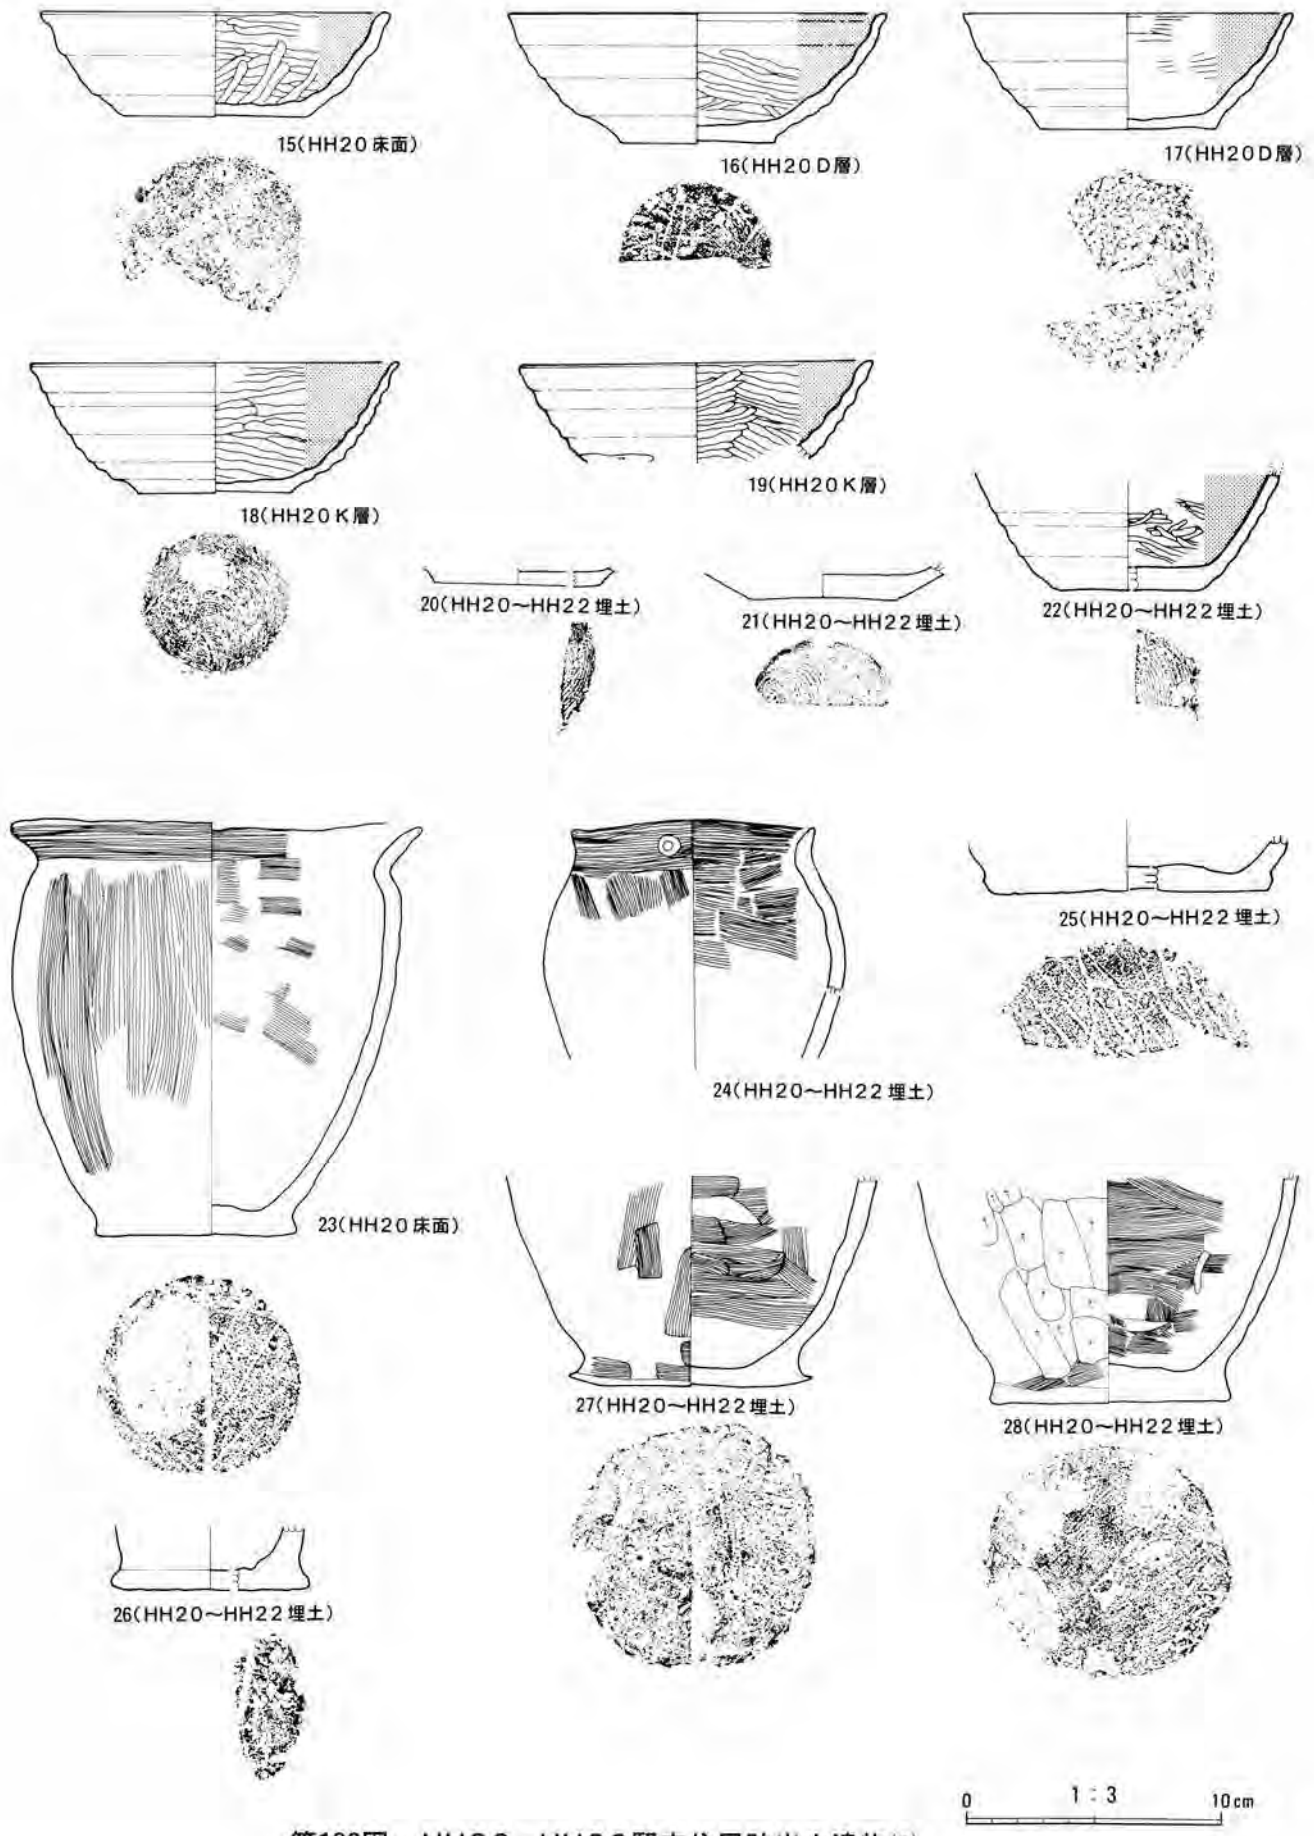 15(HH20床面)
16(HH20D層)
17(HH20D層)
18(HH20K層)
19(HH20K層)
20(HH20～HH22埋土)
21(HH20～HH22埋土)
22(HH20～HH22埋土)
23(HH20床面)
24(HH20～HH22埋土)
25(HH20～HH22埋土)
26(HH20～HH22埋土)
27(HH20～HH22埋土)
28(HH20～HH22埋土)
0 1:3 10cm